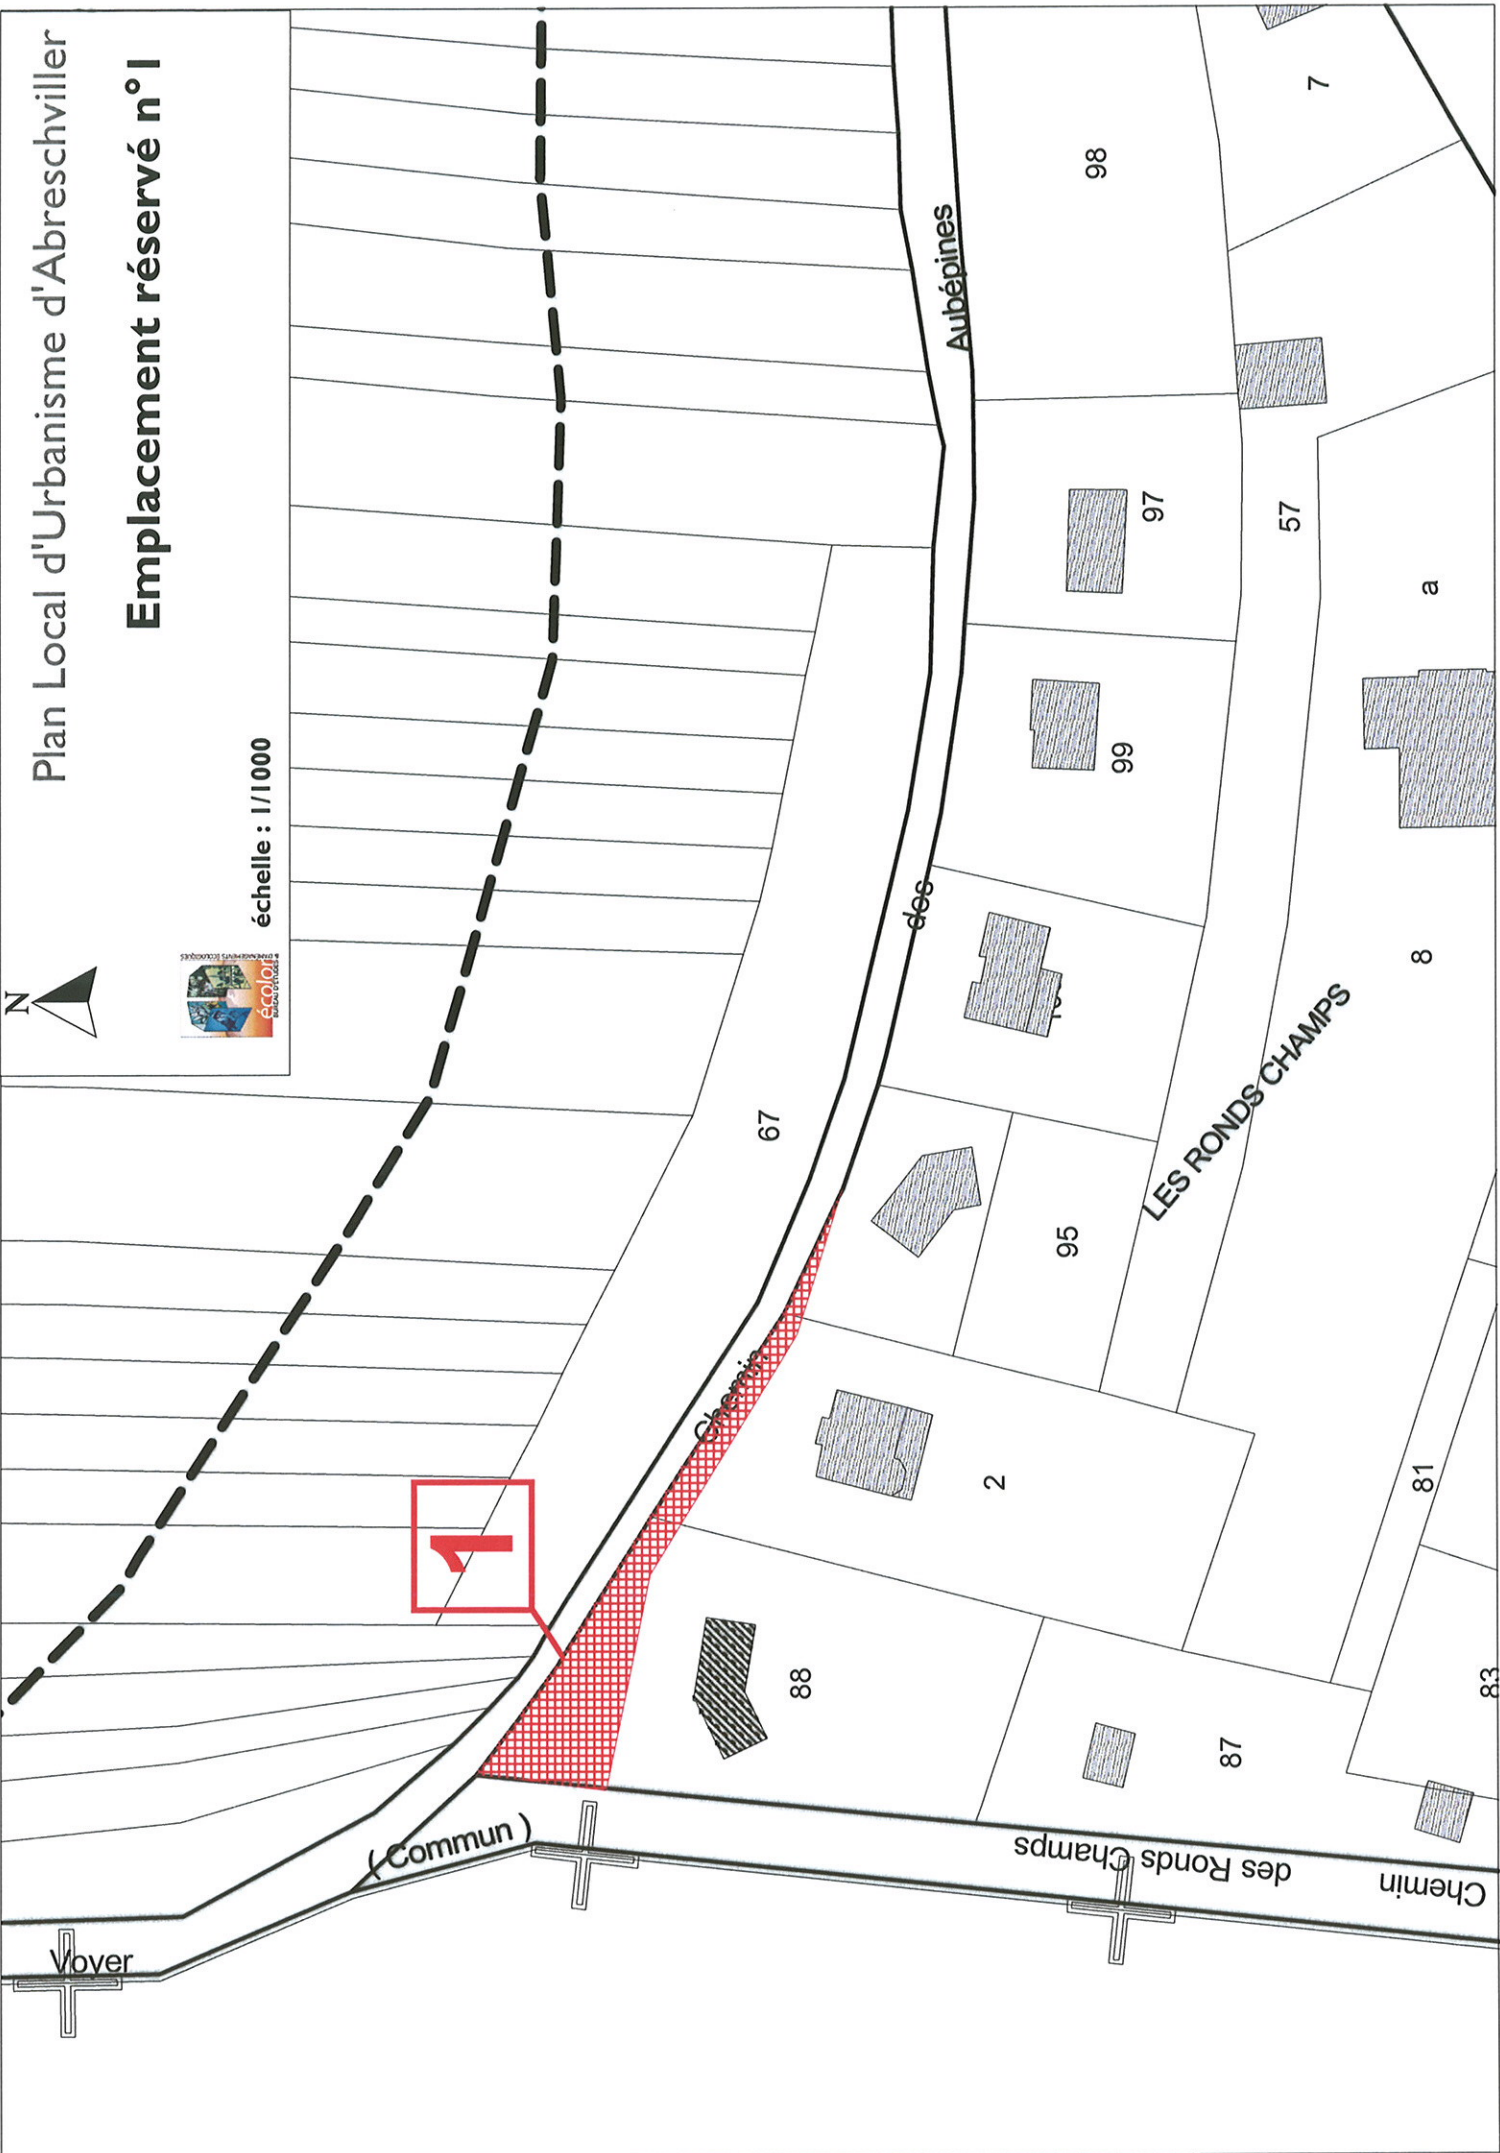 Plan Local d'Urbanisme d'Abreschviller
Emplacement réservé n°1
échelle : 1/1000
N
écolor
1
67
Chemin
des
Aubépines
98
7
97
57
a
99
8
LES RONDS CHAMPS
95
2
81
83
88
87
( Commun )
Voyer
Chemin
des Ronds Champs